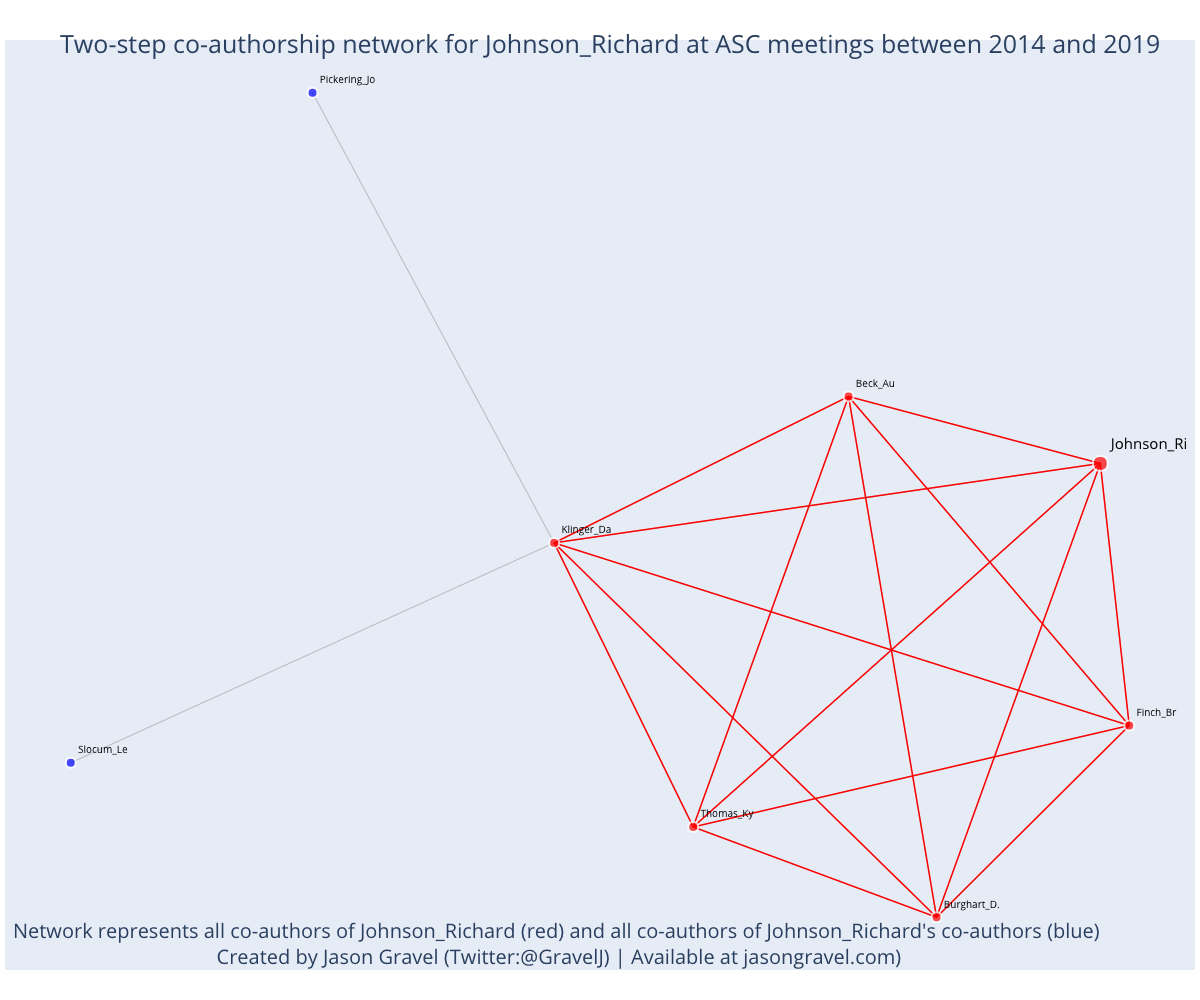 Two-step co-authorship network for Johnson_Richard at ASC meetings between 2014 and 2019
Pickering_Jo
Beck_Au
Johnson_Ri
Klinger_Da
Finch_Br
Slocum_Le
Thomas_Ky
Burghart_D.
Network represents all co-authors of Johnson_Richard (red) and all co-authors of Johnson_Richard's co-authors (blue)
Created by Jason Gravel (Twitter:@GravelJ) | Available at jasongravel.com)